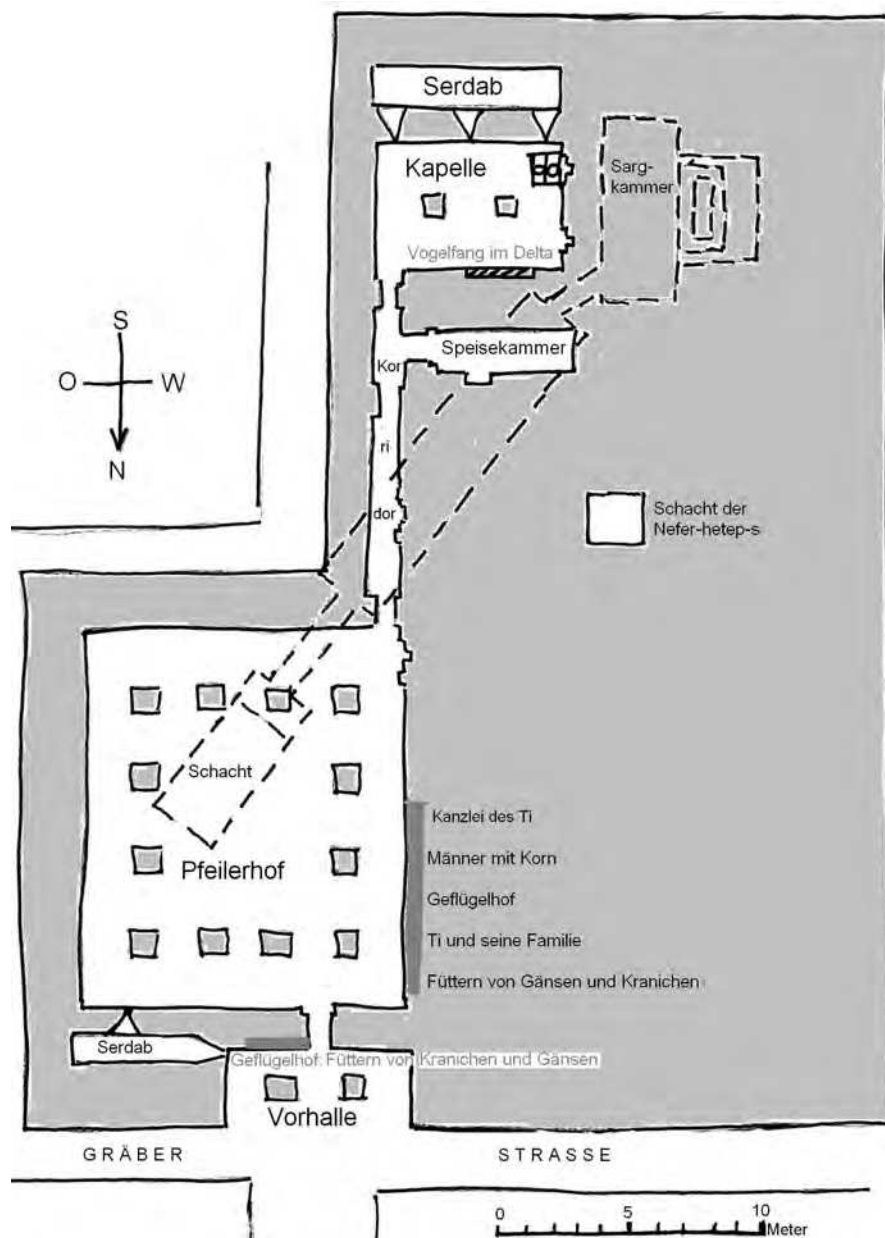 Serdab
Kapelle
Sarg-
kammer
Vogelfang im Delta
S
O
W
N
Speisekammer
Kor
ri
dor
Schacht der
Nefer-hetep-s
Schacht
Pfeilerhof
Kanzlei des Ti
Männer mit Korn
Geflügelhof
Ti und seine Familie
Füttern von Gänsen und Kranichen
Serdab
Geflügelhof: Füttern von Kranichen und Gänsen
Vorhalle
GRÄBER STRASSE
0 5 10
Meter